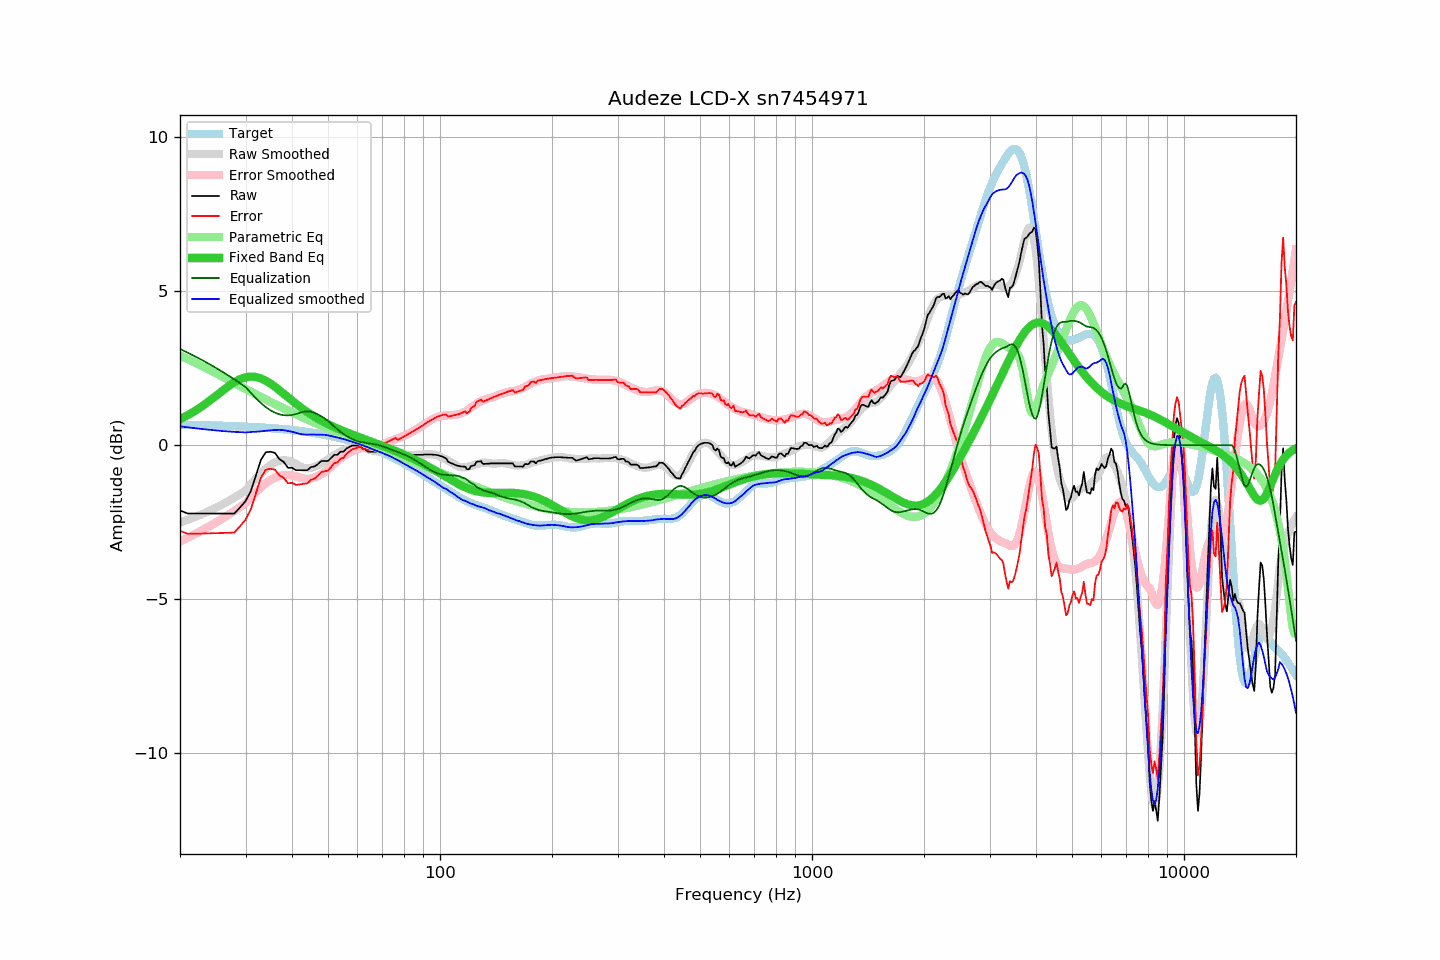 Audeze LCD-X sn7454971
Target
Raw Smoothed
Error Smoothed
Raw
Error
Parametric Eq
Fixed Band Eq
Equalization
Equalized smoothed
10
5
0
−5
−10
Amplitude (dBr)
100
1000
10000
Frequency (Hz)